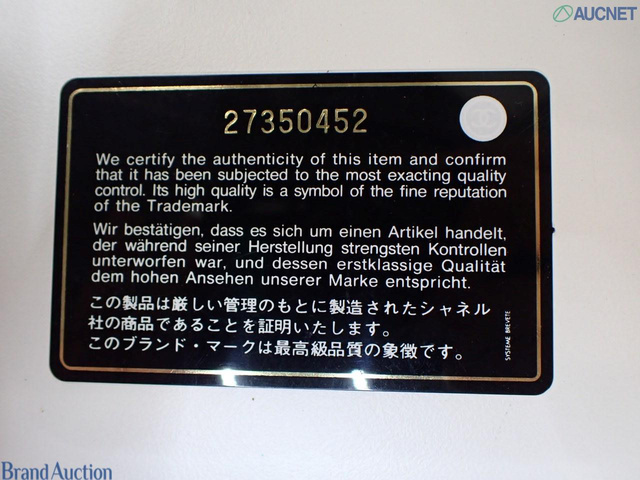 AUCNET
27350452
We certify the authenticity of this item and confirm
that it has been subjected to the most exacting quality
control. Its high quality is a symbol of the fine reputation
of the Trademark.
Wir bestätigen, dass es sich um einen Artikel handelt,
der während seiner Herstellung strengsten Kontrollen
unterworfen war, und dessen erstklassige Qualität
dem hohen Ansehen unserer Marke entspricht.
この製品は厳しい管理のもとに製造されたシャネル
社の商品であることを証明いたします。
このブランド・マークは最高級品質の象徴です。
SYSTEME BREVETE
Brand Auction